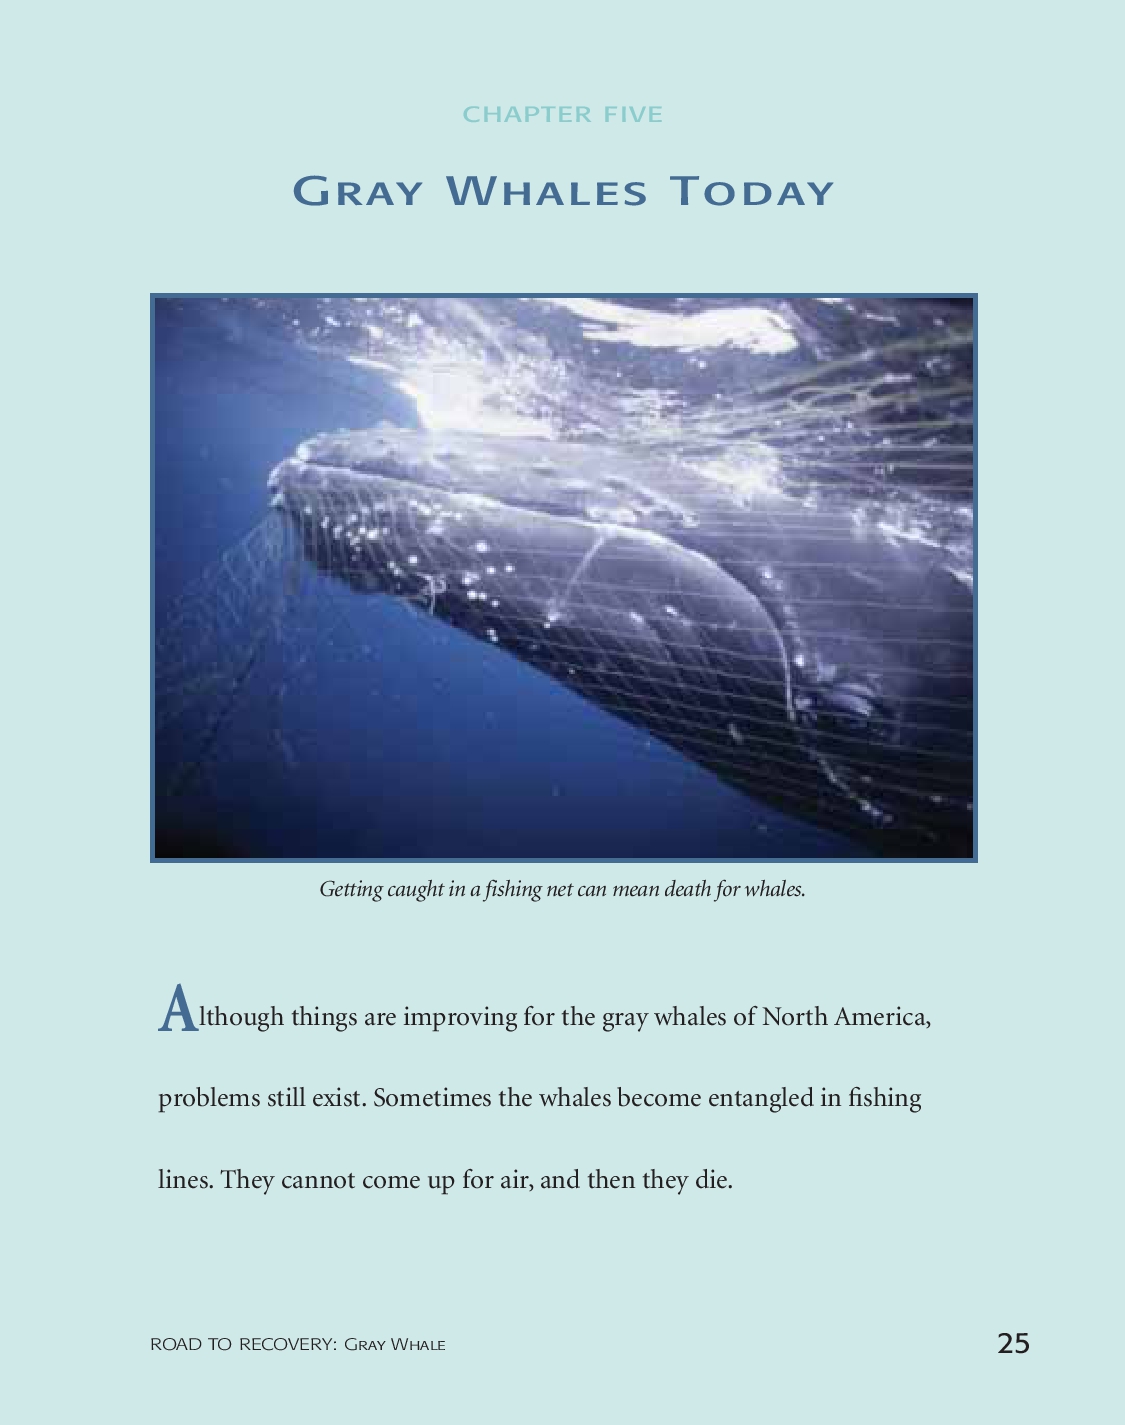 CHAPTER FIVE
GRAY WHALES TODAY
Getting caught in a fishing net can mean death for whales.
Although things are improving for the gray whales of North America,
problems still exist. Sometimes the whales become entangled in fishing
lines. They cannot come up for air, and then they die.
ROAD TO RECOVERY: GRAY WHALE
25